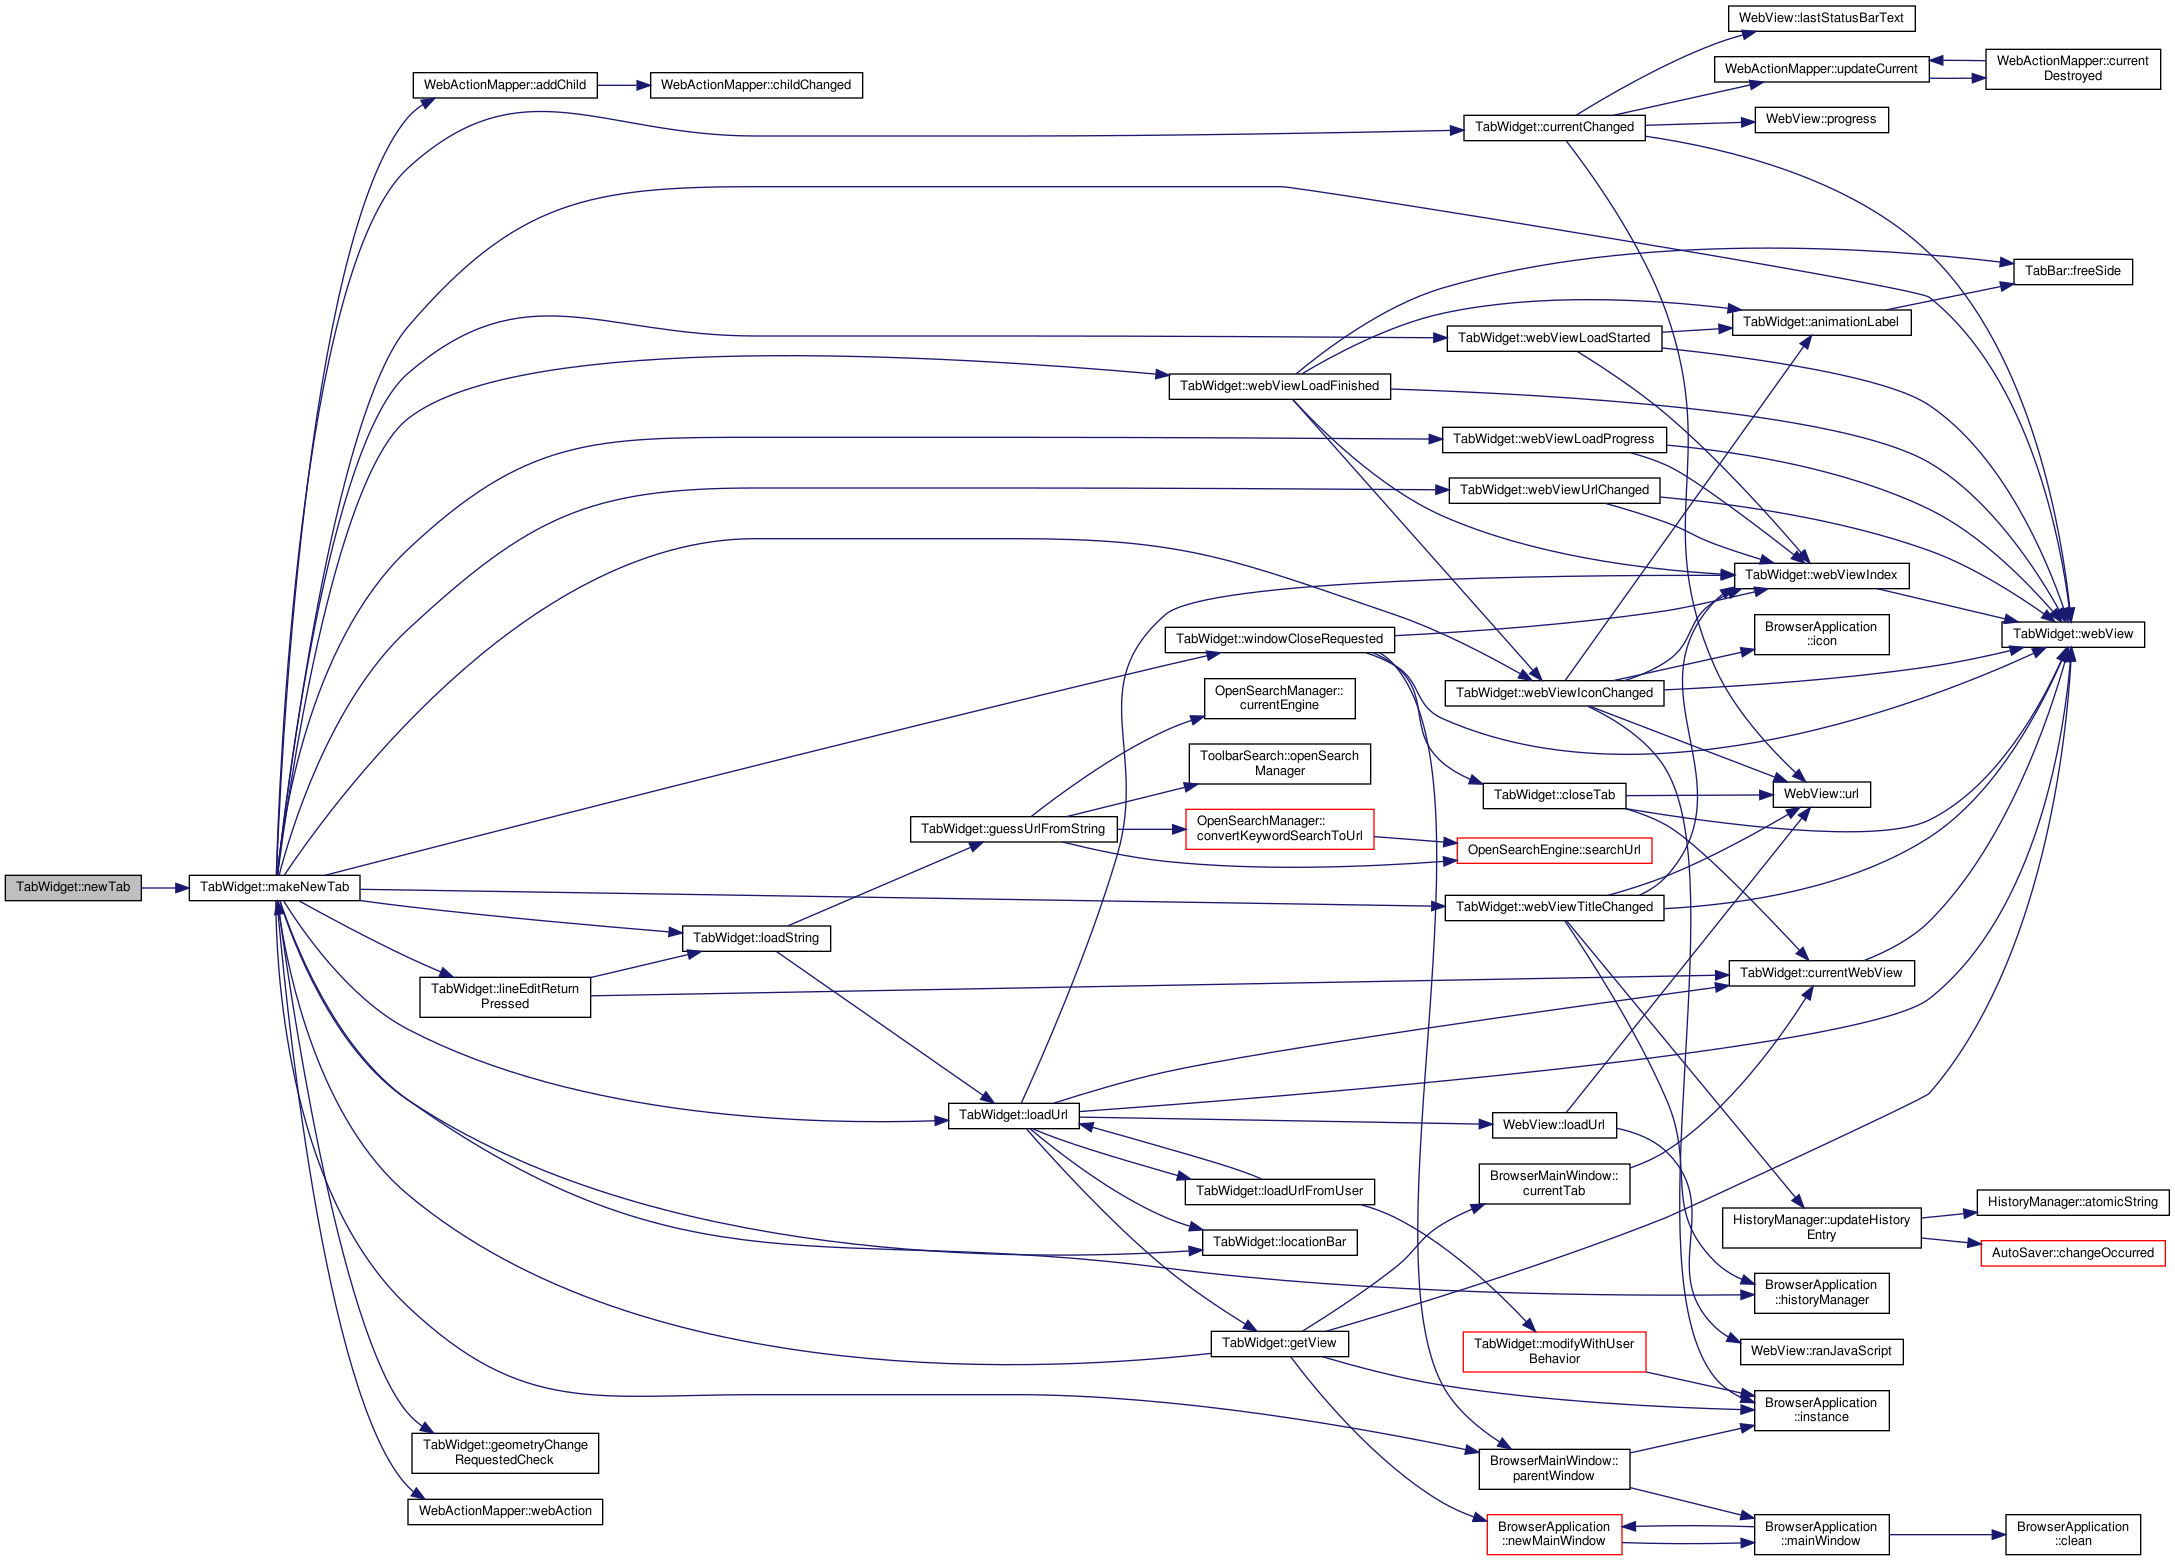 WebView::lastStatusBarText
WebActionMapper::updateCurrent
WebActionMapper::current
Destroyed
WebActionMapper::addChild
WebActionMapper::childChanged
WebView::progress
TabWidget::currentChanged
TabBar::freeSide
TabWidget::animationLabel
TabWidget::webViewLoadStarted
TabWidget::webViewLoadFinished
TabWidget::webViewLoadProgress
TabWidget::webViewUrlChanged
TabWidget::webViewIndex
BrowserApplication
::icon
TabWidget::webView
TabWidget::windowCloseRequested
TabWidget::webViewIconChanged
OpenSearchManager::
currentEngine
ToolbarSearch::openSearch
Manager
TabWidget::closeTab
WebView::url
TabWidget::guessUrlFromString
OpenSearchManager::
convertKeywordSearchToUrl
OpenSearchEngine::searchUrl
TabWidget::newTab
TabWidget::makeNewTab
TabWidget::webViewTitleChanged
TabWidget::loadString
TabWidget::currentWebView
TabWidget::lineEditReturn
Pressed
TabWidget::loadUrl
WebView::loadUrl
TabWidget::loadUrlFromUser
BrowserMainWindow::
currentTab
HistoryManager::atomicString
HistoryManager::updateHistory
Entry
AutoSaver::changeOccurred
TabWidget::locationBar
BrowserApplication
::historyManager
TabWidget::getView
TabWidget::modifyWithUser
Behavior
WebView::ranJavaScript
BrowserApplication
::instance
TabWidget::geometryChange
RequestedCheck
BrowserMainWindow::
parentWindow
WebActionMapper::webAction
BrowserApplication
::newMainWindow
BrowserApplication
::mainWindow
BrowserApplication
::clean